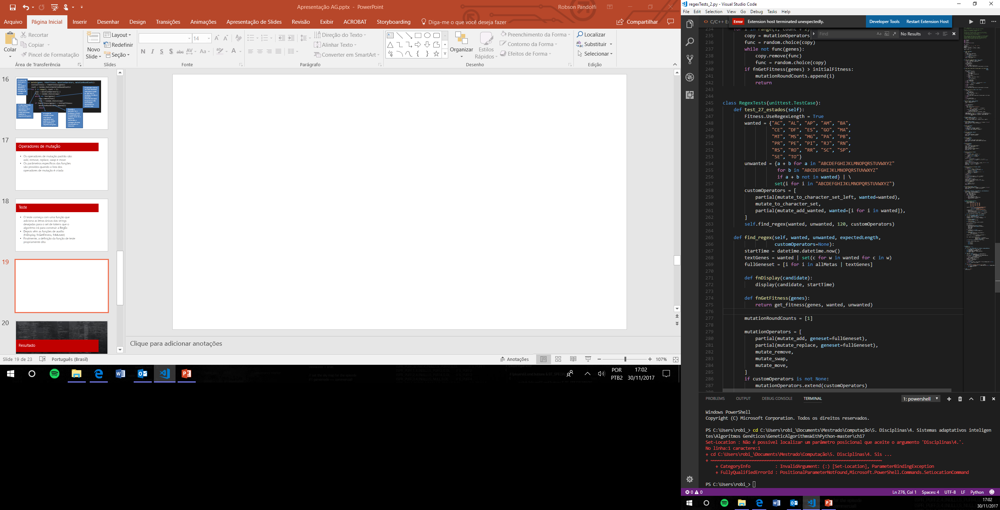 Apresentação AG.pptx - PowerPoint
Robson Pandolfi
Arquivo
Página Inicial
Inserir
Desenhar
Design
Transições
Animações
Apresentação de Slides
Revisão
Exibir
ACROBAT
Storyboarding
Diga-me o que você deseja fazer
Compartilhar
Colar
Recortar
Copiar
Pincel de Formatação
Área de Transferência
Novo
Slide
Layout
Redefinir
Seção
Slides
14
N I S S abc AV Aa A
Fonte
Direção do Texto
Alinhar Texto
Converter em SmartArt
Parágrafo
Organizar
Estilos
Rápidos
Preenchimento da Forma
Contorno da Forma
Efeitos de Forma
Desenho
Localizar
Substituir
Selecionar
Edição
16
17
Operadores de mutação
Os operadores de mutação padrão são:
add, remove, replace, swap e move
Os parâmetros específicos das funções
são providos quando a lista dos
operadores de mutação é criada
18
Teste
O teste começa com uma função que
adiciona as letras únicas das strings
desejadas para o set de tokens que o
algoritmo irá para construir a RegEx
Depois vêm as funções de auxílio
(fnDisplay, fnGetFitness, fnMutate)
Finalmente, a definição da função de teste
propriamente dita
19
20
Resultado
Clique para adicionar anotações
Slide 19 de 23
Português (Brasil)
Anotações
107%
POR
PTB2
17:02
30/11/2017
regexTests_2.py - Visual Studio Code
File Edit Selection View Go Debug Tasks Help
C/C++ E
Error
Extension host terminated unexpectedly.
Developer Tools
Restart Extension Host
Find
No Results
234 for i in range(1, count + 2)
235 copy = mutationOperators
236 func = random.choice(copy)
237 while not func(genes):
238 copy.remove(func)
239 func = random.choice(copy)
240 if fnGetFitness(genes) > initialFitness:
241 mutationRoundCounts.append(i)
242 return
243
244
245 class RegexTests(unittest.TestCase):
246 def test_27_estados(self):
247 Fitness.UseRegexLength = True
248 wanted = {"AC", "AL", "AP", "AM", "BA",
249 "CE", "DF", "ES", "GO", "MA",
250 "MT", "MS", "MG", "PA", "PB",
251 "PR", "PE", "PI", "RJ", "RN",
252 "RS", "RO", "RR", "SC", "SP",
253 "SE", "TO"}
254 unwanted = {a + b for a in "ABCDEFGHIJKLMNOPQRSTUVWXYZ"
255 for b in "ABCDEFGHIJKLMNOPQRSTUVWXYZ"
256 if a + b not in wanted} | \
257 set(i for i in "ABCDEFGHIJKLMNOPQRSTUVWXYZ")
258 customOperators = [
259 partial(mutate_to_character_set_left, wanted=wanted),
260 mutate_to_character_set,
261 partial(mutate_add_wanted, wanted=[i for i in wanted]),
262 ]
263 self.find_regex(wanted, unwanted, 120, customOperators)
264
265 def find_regex(self, wanted, unwanted, expectedLength,
266 customOperators=None):
267 startTime = datetime.datetime.now()
268 textGenes = wanted | set(c for w in wanted for c in w)
269 fullGeneset = [i for i in allMetas | textGenes]
270
271 def fnDisplay(candidate):
272 display(candidate, startTime)
273
274 def fnGetFitness(genes):
275 return get_fitness(genes, wanted, unwanted)
276
277 mutationRoundCounts = [1]
278
279 mutationOperators = [
280 partial(mutate_add, geneset=fullGeneset),
281 partial(mutate_replace, geneset=fullGeneset),
282 mutate_remove,
283 mutate_swap,
284 mutate_move,
285 ]
286 if customOperators is not None:
287 mutationOperators.extend(customOperators)
PROBLEMS OUTPUT DEBUG CONSOLE TERMINAL
1: powershell
Windows PowerShell
Copyright (C) Microsoft Corporation. Todos os direitos reservados.
PS C:\Users\robi_> cd C:\Users\robi_\Documents\Mestrado\Computação\5. Disciplinas\4. Sistemas adaptativos inteligen
tes\Algoritmos Genéticos\GeneticAlgorithmsWithPython-master\ch17
Set-Location : Não é possível localizar um parâmetro posicional que aceite o argumento 'Disciplinas\4.'.
No linha:1 caractere:1
+ cd C:\Users\robi_\Documents\Mestrado\Computação\5. Disciplinas\4. Sis ...
+ ~~~~~~~~~~~~~~~~~~~~~~~~~~~~~~~~~~~~~~~~~~~~~~~~~~~~~~~~~~~~~~~~~~~~~
+ CategoryInfo : InvalidArgument: (:) [Set-Location], ParameterBindingException
+ FullyQualifiedErrorId : PositionalParameterNotFound,Microsoft.PowerShell.Commands.SetLocationCommand
PS C:\Users\robi_>
0 0
Ln 276, Col 1 Spaces: 4 UTF-8 LF Python
17:02
30/11/2017